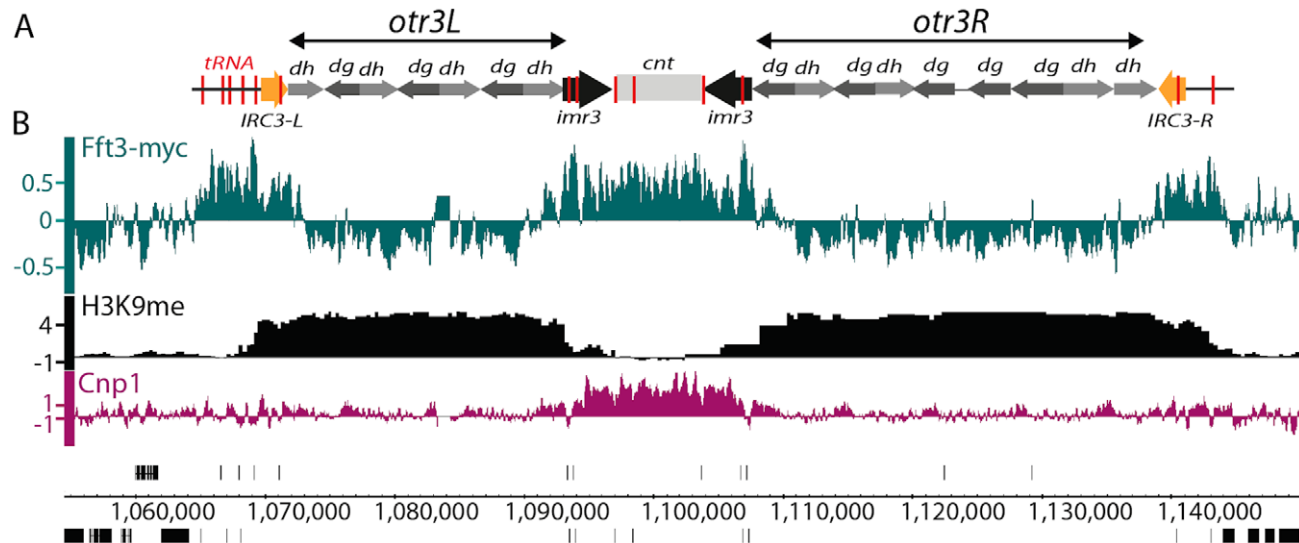 A
otr3L
otr3R
tRNA
dh dg dh dg dh dg dh cnt dg dh dg dh dg dg dg dh dh
IRC3-L imr3 imr3 IRC3-R
B
Fft3-myc
0.5
0
-0.5
H3K9me
4
-1
Cnp1
1
-1
1,060,000 1,070,000 1,080,000 1,090,000 1,100,000 1,110,000 1,120,000 1,130,000 1,140,000